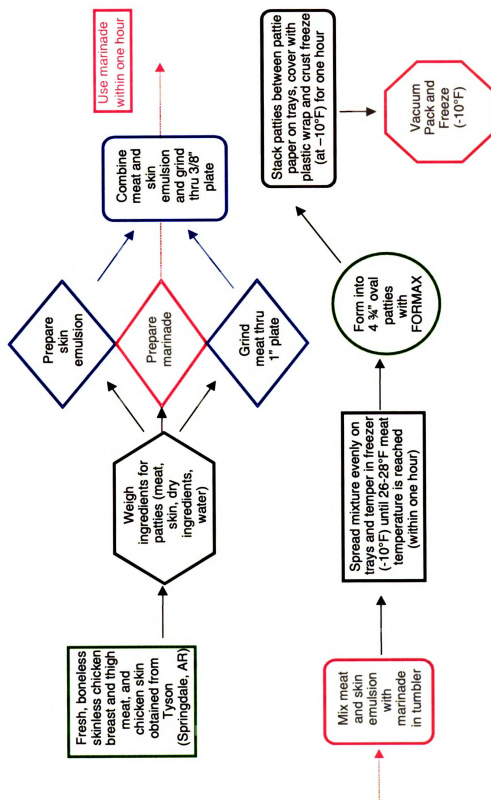 Fresh, boneless
skinless chicken
breast and thigh
meat, and
chicken skin
obtained from
Tyson
(Springdale, AR)
Weigh
ingredients for
patties (meat,
skin, dry
ingredients,
water)
Prepare
skin
emulsion
Prepare
marinade
Grind
meat thru
1" plate
Combine
meat and
skin
emulsion
and grind
thru 3/8"
plate
Use marinade
within one hour
Mix meat
and skin
emulsion
with
marinade
in tumbler
Spread mixture evenly on
trays and temper in freezer
(-10°F) until 26-28°F meat
temperature is reached
(within one hour)
Form into
4 ¾" oval
patties
with
FORMAX
Stack patties between pattie
paper on trays, cover with
plastic wrap and crust freeze
(at –10°F) for one hour
Vacuum
Pack and
Freeze
(-10°F)